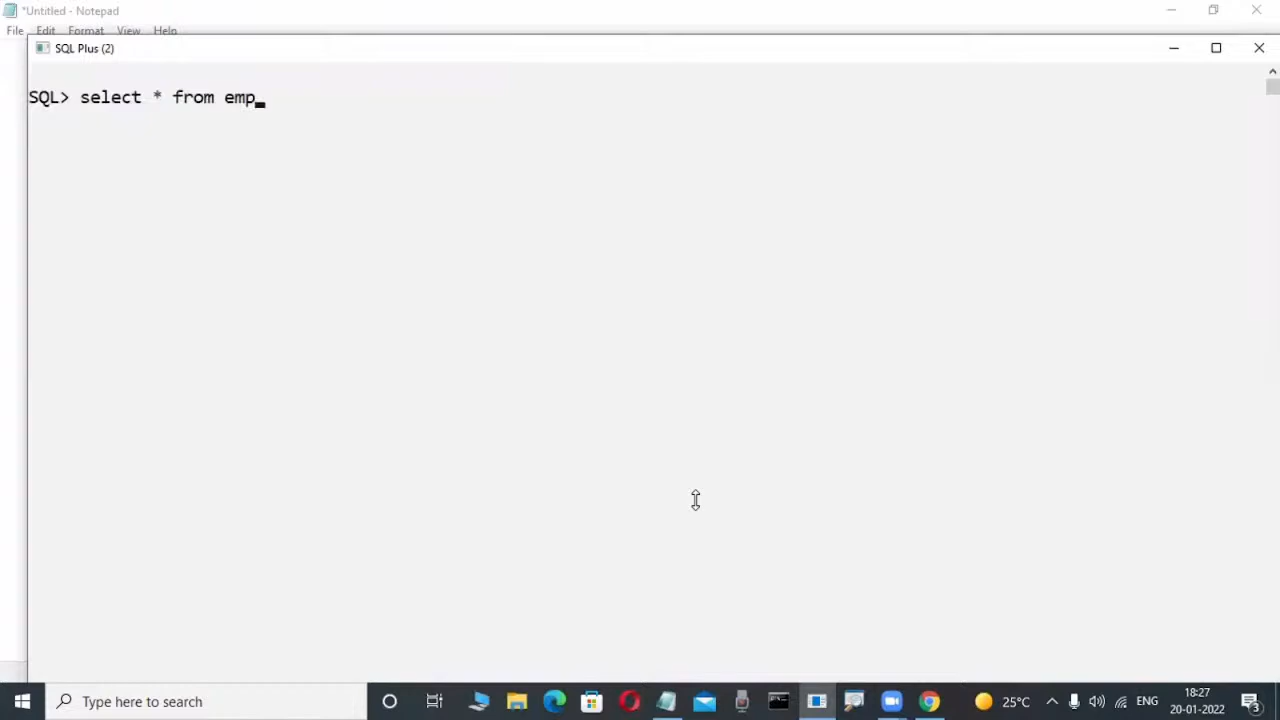 *Untitled - Notepad
File Edit Format View Help
SQL Plus (2)
SQL> select * from emp
Type here to search
25°C
ENG
18:27
20-01-2022
3